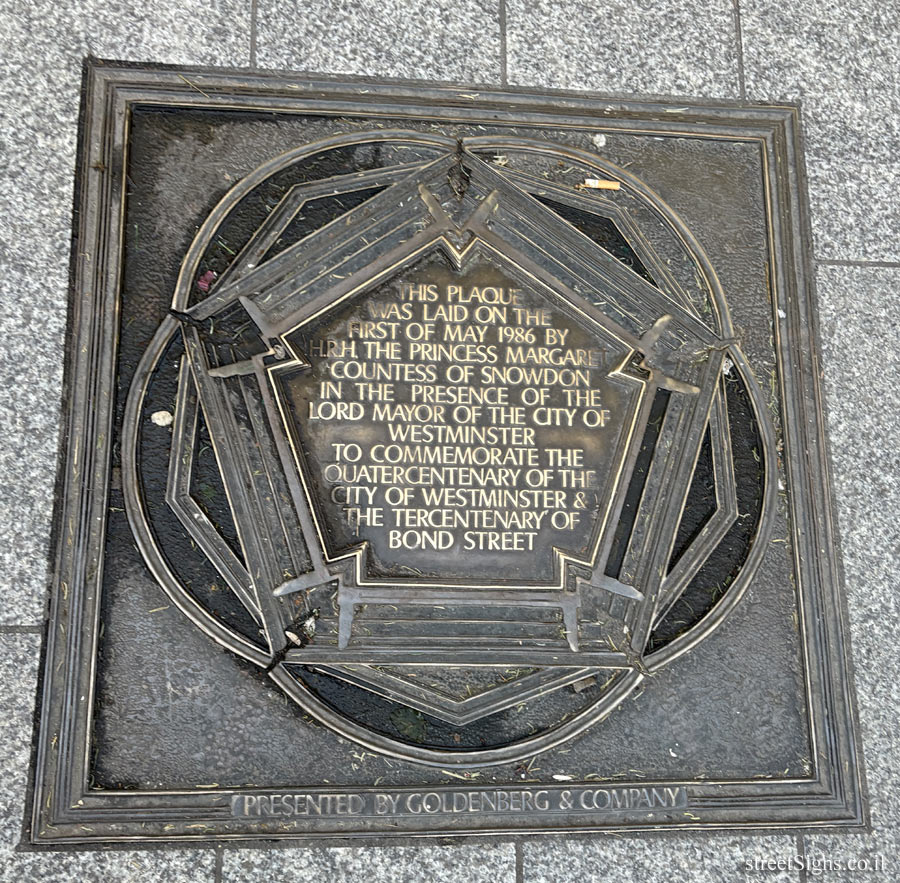 THIS PLAQUE
WAS LAID ON THE
FIRST OF MAY 1986 BY
H.R.H. THE PRINCESS MARGARET
COUNTESS OF SNOWDON
IN THE PRESENCE OF THE
LORD MAYOR OF THE CITY OF
WESTMINSTER
TO COMMEMORATE THE
QUATERCENTENARY OF THE
CITY OF WESTMINSTER &
THE TERCENTENARY OF
BOND STREET
PRESENTED BY GOLDENBERG & COMPANY
streetSigns.co.il